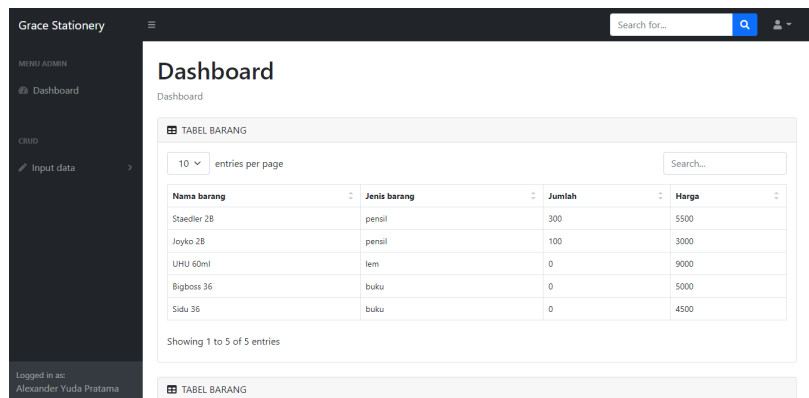 Grace Stationery
Search for...
MENU ADMIN
Dashboard
CRUD
Input data
Logged in as:
Alexander Yuda Pratama
Dashboard
Dashboard
TABEL BARANG
10 entries per page
Search...
Nama barang Jenis barang Jumlah Harga
Staedler 2B pensil 300 5500
Joyko 2B pensil 100 3000
UHU 60ml lem 0 9000
Bigboss 36 buku 0 5000
Sidu 36 buku 0 4500
Showing 1 to 5 of 5 entries
TABEL BARANG